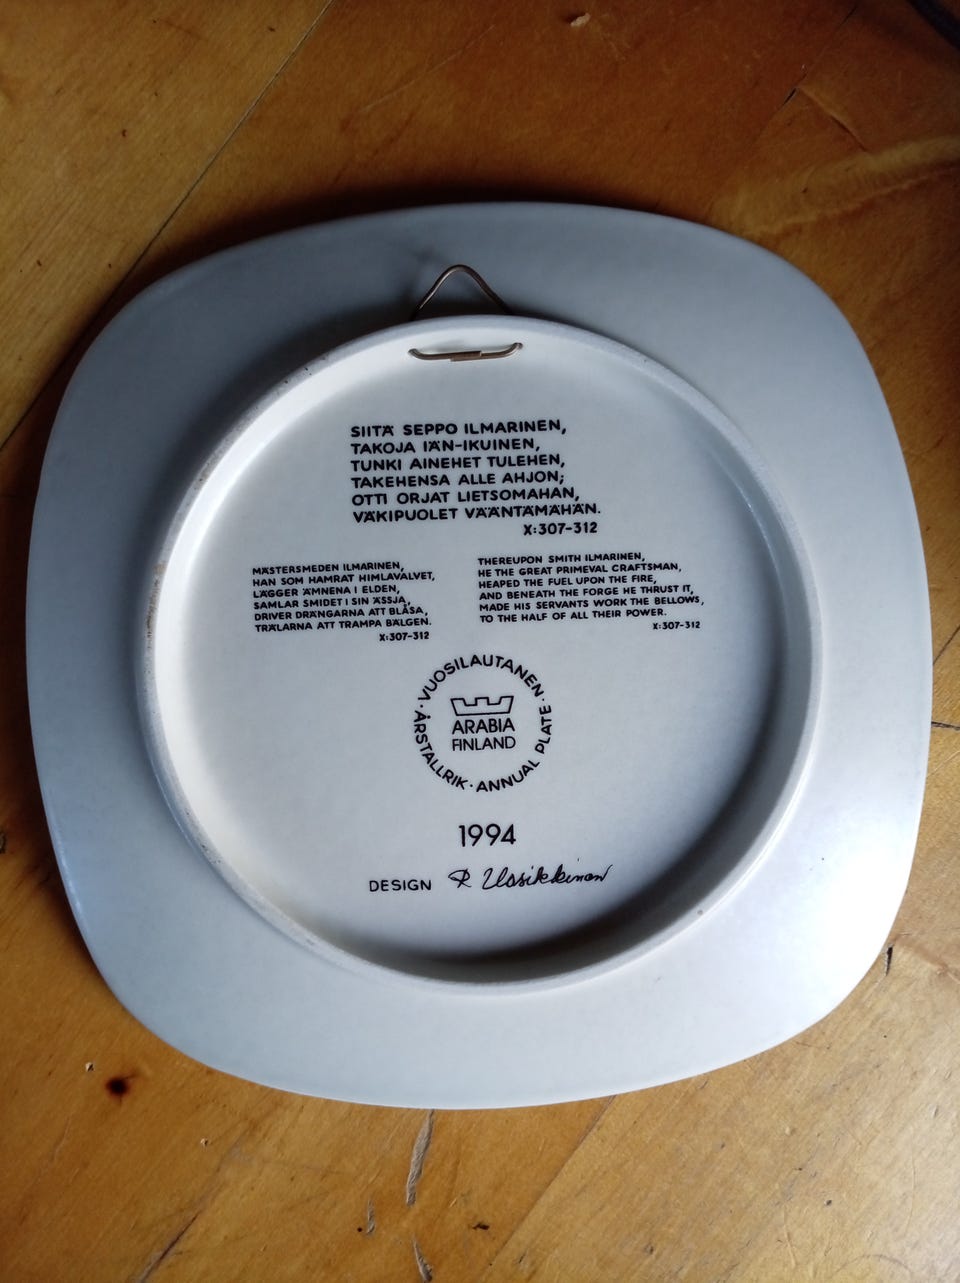 SIITÄ SEPPO ILMARINEN,
TAKOJA IÄN-IKUINEN,
TUNKI AINEHET TULEHEN,
TAKEHENSA ALLE AHJON;
OTTI ORJAT LIETSOMAHAN,
VÄKIPUOLET VÄÄNTÄMÄHÄN.
X:307-312
MÄSTERSMEDEN ILMARINEN,
HAN SOM HAMRAT HIMLAVALVET,
LÄGGER ÄMNENA I ELDEN,
SAMLAR SMIDET I SIN ÄSSJA,
DRIVER DRÄNGARNA ATT BLÅSA,
TRÄLARNA ATT TRAMPA BÄLGEN.
X:307-312
THEREUPON SMITH ILMARINEN,
HE THE GREAT PRIMEVAL CRAFTSMAN,
HEAPED THE FUEL UPON THE FIRE,
AND BENEATH THE FORGE HE THRUST IT,
MADE HIS SERVANTS WORK THE BELLOWS,
TO THE HALF OF ALL THEIR POWER.
X:307-312
· VUOSILAUTANEN · ANNUAL PLATE · ÅRSTALLRIK
ARABIA
FINLAND
1994
DESIGN R Uosikkinen